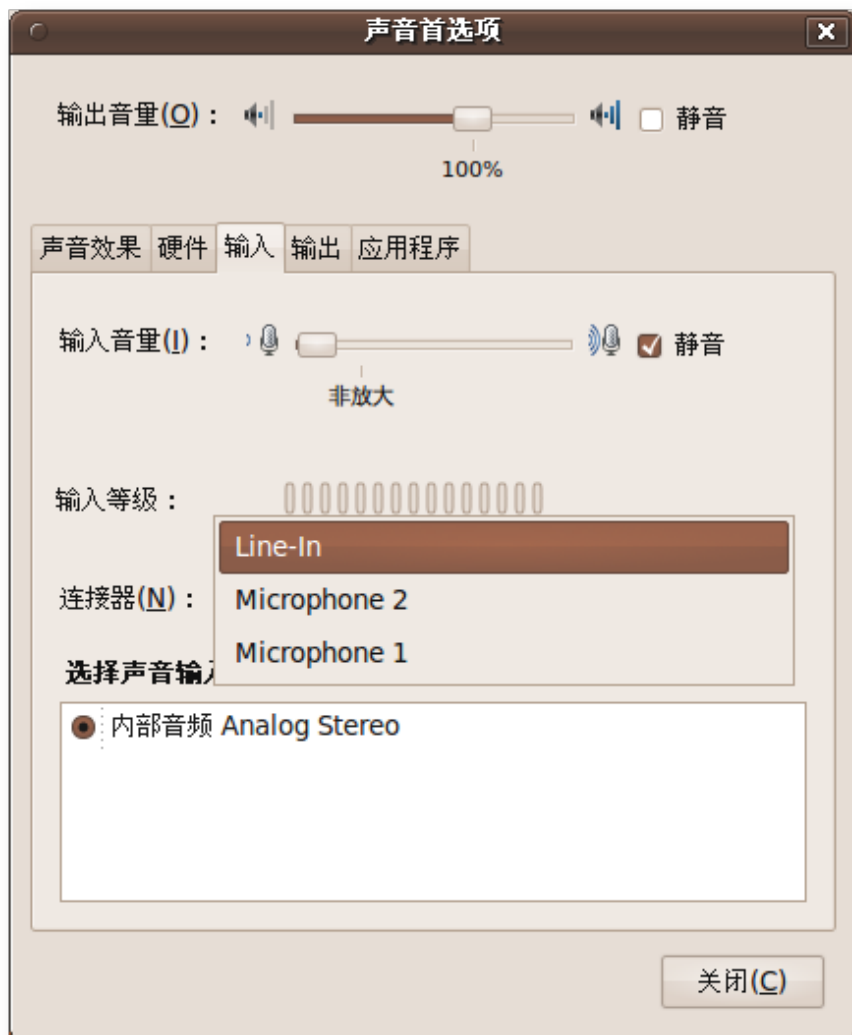 声音首选项
输出音量(O)：
静音
100%
声音效果 硬件 输入 输出 应用程序
输入音量(I)：
静音
非放大
输入等级：
Line-In
连接器(N)：
Microphone 2
Microphone 1
选择声音输入
内部音频 Analog Stereo
关闭(C)